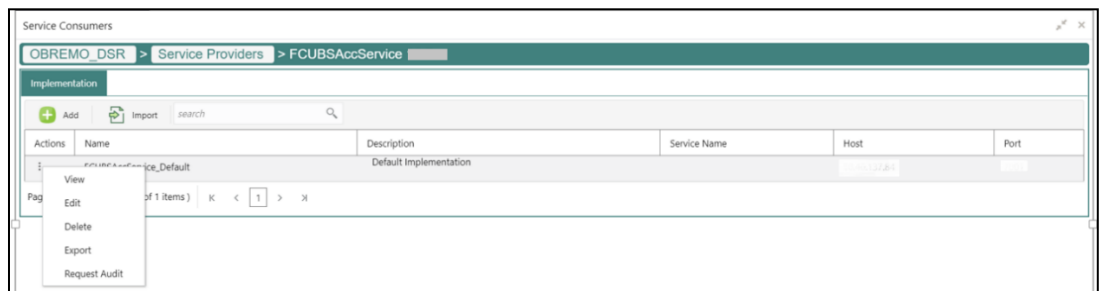 Service Consumers
OBREMO_DSR > Service Providers > FCUBSAccService
Implementation
Add Import search
Actions Name Description Service Name Host Port
FCUBSAccService_Default Default Implementation
View
Pag of 1 items ) K < 1 > X
Edit
Delete
Export
Request Audit